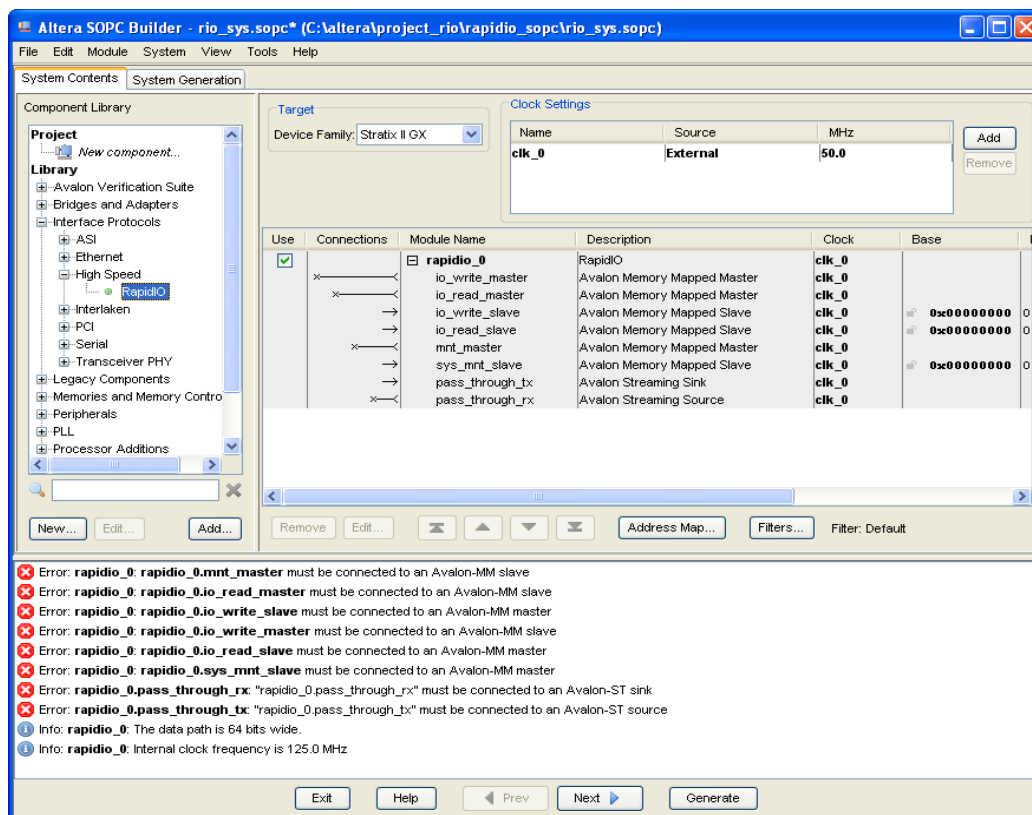 Altera SOPC Builder - rio_sys.sopc* (C:\altera\project_rio\rapidio_sopc\rio_sys.sopc)
File Edit Module System View Tools Help
System Contents System Generation
Component Library
Project
New component...
Library
Avalon Verification Suite
Bridges and Adapters
Interface Protocols
ASI
Ethernet
High Speed
RapidIO
Interlaken
PCI
Serial
Transceiver PHY
Legacy Components
Memories and Memory Contro
Peripherals
PLL
Processor Additions
New... Edit... Add...
Target
Device Family: Stratix II GX
Clock Settings
Name Source MHz
clk_0 External 50.0
Add
Remove
Use Connections Module Name Description Clock Base
rapidio_0 RapidIO clk_0
io_write_master Avalon Memory Mapped Master clk_0
io_read_master Avalon Memory Mapped Master clk_0
io_write_slave Avalon Memory Mapped Slave clk_0 0x00000000 0
io_read_slave Avalon Memory Mapped Slave clk_0 0x00000000 0
mnt_master Avalon Memory Mapped Master clk_0
sys_mnt_slave Avalon Memory Mapped Slave clk_0 0x00000000 0
pass_through_tx Avalon Streaming Sink clk_0
pass_through_rx Avalon Streaming Source clk_0
Remove Edit... Address Map... Filters... Filter: Default
Error: rapidio_0: rapidio_0.mnt_master must be connected to an Avalon-MM slave
Error: rapidio_0: rapidio_0.io_read_master must be connected to an Avalon-MM slave
Error: rapidio_0: rapidio_0.io_write_slave must be connected to an Avalon-MM master
Error: rapidio_0: rapidio_0.io_write_master must be connected to an Avalon-MM slave
Error: rapidio_0: rapidio_0.io_read_slave must be connected to an Avalon-MM master
Error: rapidio_0: rapidio_0.sys_mnt_slave must be connected to an Avalon-MM master
Error: rapidio_0.pass_through_rx: "rapidio_0.pass_through_rx" must be connected to an Avalon-ST sink
Error: rapidio_0.pass_through_tx: "rapidio_0.pass_through_tx" must be connected to an Avalon-ST source
Info: rapidio_0: The data path is 64 bits wide.
Info: rapidio_0: Internal clock frequency is 125.0 MHz
Exit Help Prev Next Generate